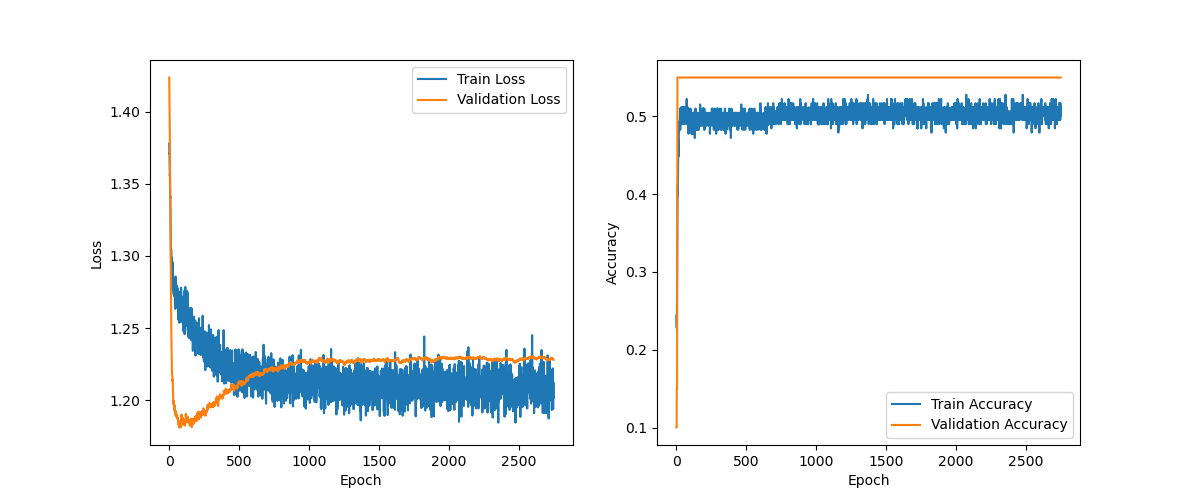 Train Loss
Validation Loss
1.40
1.35
1.30
1.25
1.20
Loss
0 500 1000 1500 2000 2500
Epoch
0.5
0.4
0.3
0.2
0.1
Accuracy
Train Accuracy
Validation Accuracy
0 500 1000 1500 2000 2500
Epoch